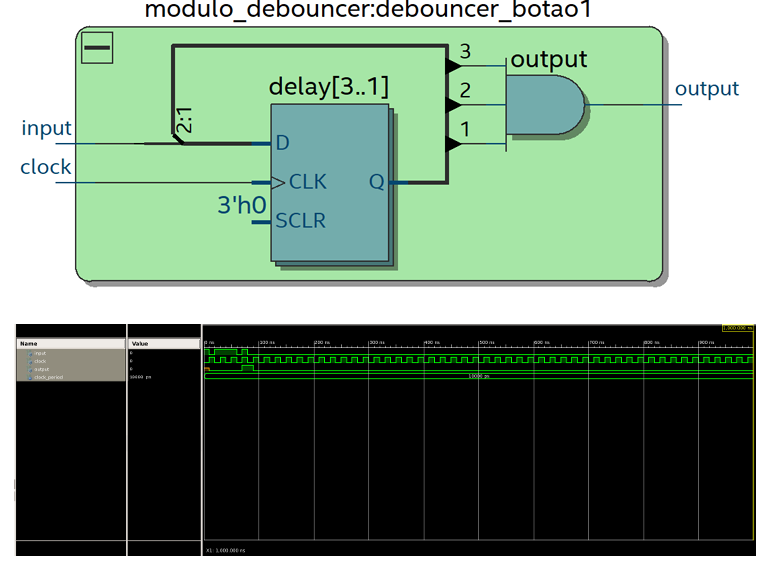 modulo_debouncer:debouncer_botao1
3
output
delay[3..1]
2
output
2:1
1
input
D
clock
CLK
Q
3'h0
SCLR
1,000.000 ns
Name
Value
0 ns
100 ns
200 ns
300 ns
400 ns
500 ns
600 ns
700 ns
800 ns
900 ns
input
0
clock
0
output
0
clock_period
10000 ps
10000 ps
X1: 1,000.000 ns